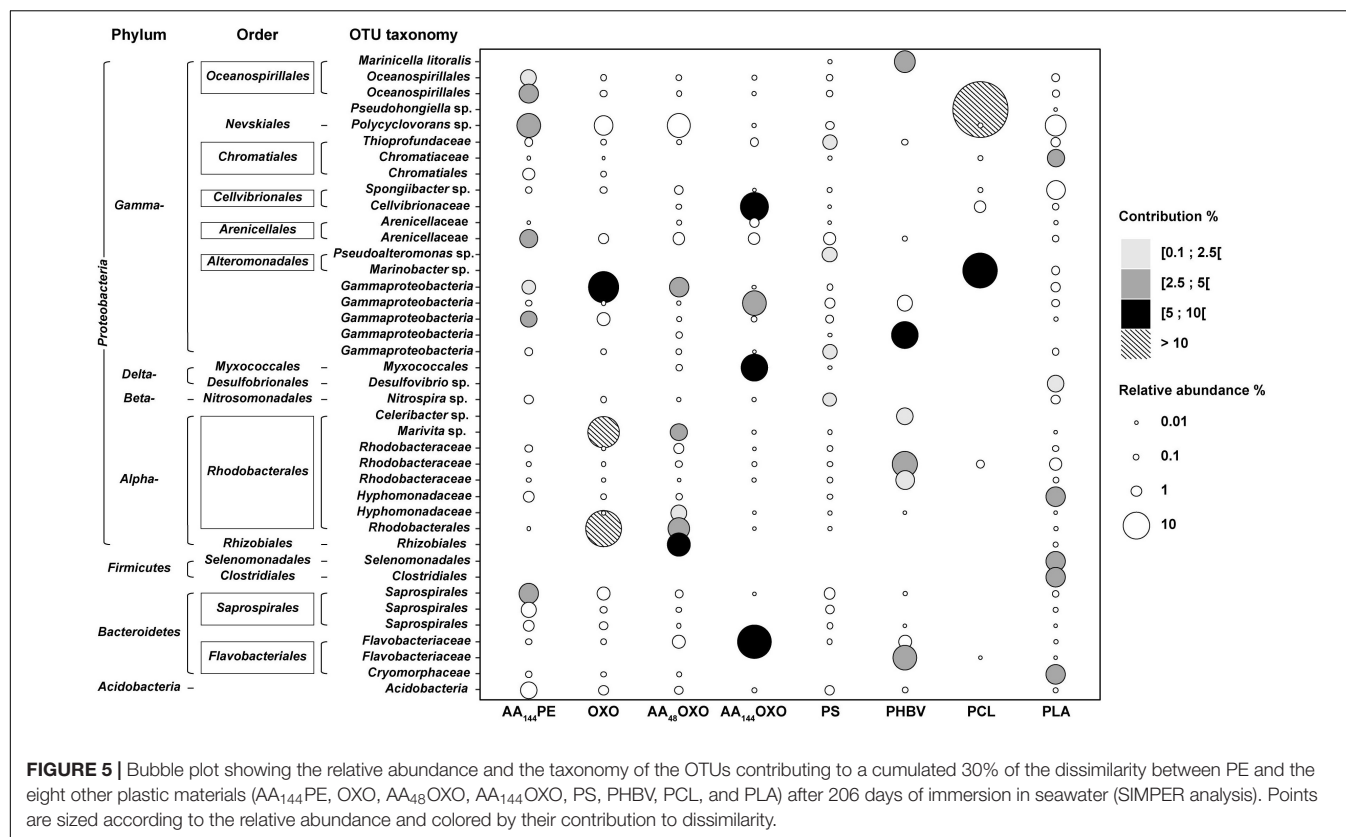 Phylum Order OTU taxonomy
Marinicella litoralis
Oceanospirillales Oceanospirillales
Oceanospirillales
Pseudohongiella sp.
Nevskiales Polycyclovorans sp.
Thioprofundaceae
Chromatiales Chromatiaceae
Chromatiales
Spongiibacter sp.
Gamma- Cellvibrionales Cellvibrionaceae
Arenicellaceae
Arenicellales Arenicellaceae
Pseudoalteromonas sp.
Alteromonadales Marinobacter sp.
Gammaproteobacteria
Gammaproteobacteria
Proteobacteria Gammaproteobacteria
Gammaproteobacteria
Gammaproteobacteria
Delta- Myxococcales Myxococcales
Desulfobrionales Desulfovibrio sp.
Beta- Nitrosomonadales Nitrospira sp.
Celeribacter sp.
Marivita sp.
Rhodobacteraceae
Alpha- Rhodobacterales Rhodobacteraceae
Rhodobacteraceae
Hyphomonadaceae
Hyphomonadaceae
Rhodobacterales
Rhizobiales Rhizobiales
Firmicutes Selenomonadales Selenomonadales
Clostridiales Clostridiales
Saprospirales Saprospirales
Saprospirales
Saprospirales
Bacteroidetes Flavobacteriaceae
Flavobacteriales Flavobacteriaceae
Cryomorphaceae
Acidobacteria Acidobacteria
AA144PE OXO AA48OXO AA144OXO PS PHBV PCL PLA
Contribution %
[0.1 ; 2.5[
[2.5 ; 5[
[5 ; 10[
> 10
Relative abundance %
0.01
0.1
1
10
FIGURE 5 | Bubble plot showing the relative abundance and the taxonomy of the OTUs contributing to a cumulated 30% of the dissimilarity between PE and the
eight other plastic materials (AA144PE, OXO, AA48OXO, AA144OXO, PS, PHBV, PCL, and PLA) after 206 days of immersion in seawater (SIMPER analysis). Points
are sized according to the relative abundance and colored by their contribution to dissimilarity.